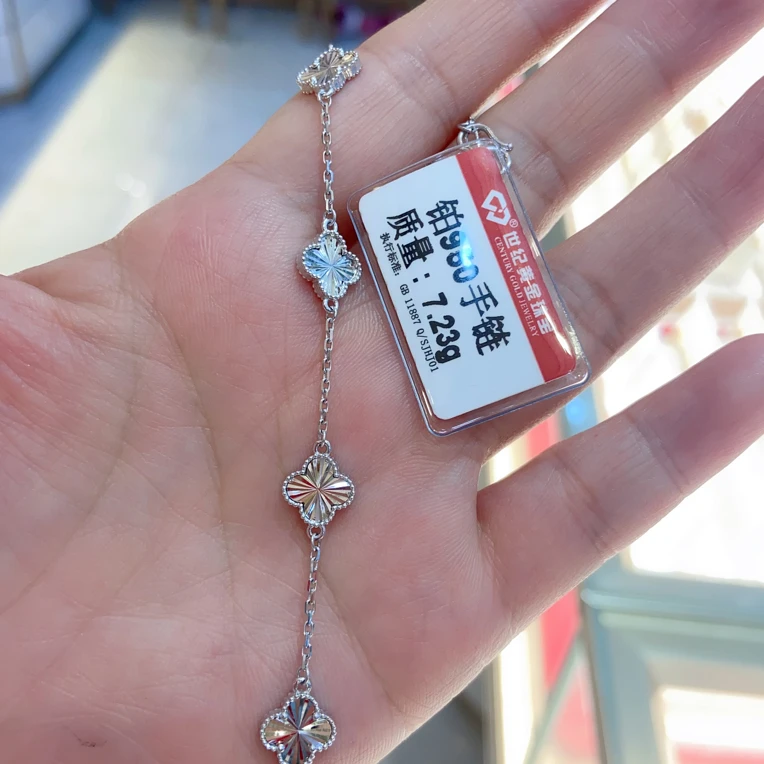 ®世纪黄金珠宝
CENTURY GOLD JEWELRY
铂950手链
质量：7.23g
执行标准： GB 11887 Q/SJHJ01